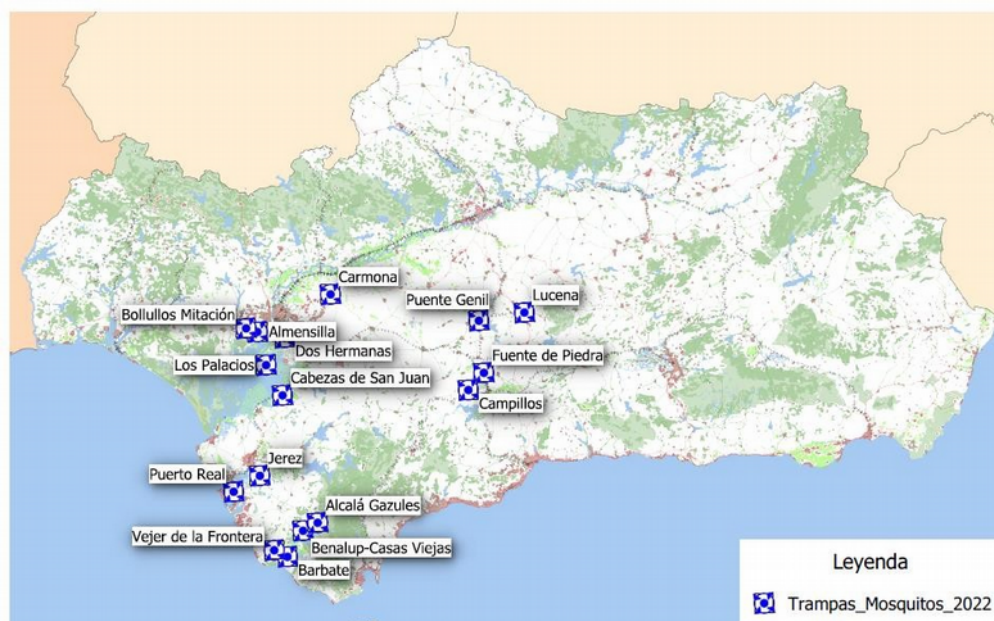 Carmona
Puente Genil
Lucena
Bollullos Mitación
Almensilla
Dos Hermanas
Los Palacios
Fuente de Piedra
Cabezas de San Juan
Campillos
Jerez
Puerto Real
Alcalá Gazules
Vejer de la Frontera
Benalup-Casas Viejas
Barbate
Leyenda
Trampas_Mosquitos_2022